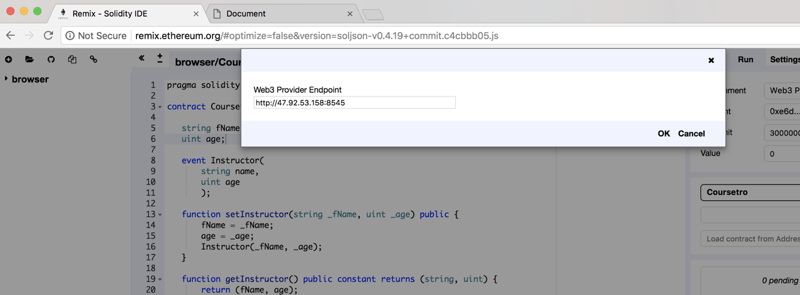 Remix - Solidity IDE
Document
Not Secure remix.ethereum.org/#optimize=false&version=soljson-v0.4.19+commit.c4cbbb05.js
browser
browser/Cou
Run Settings
Web3 Provider Endpoint
http://47.92.53.158:8545
OK Cancel
1 pragma solidity
2
3 contract Course
4
5 string fName
6 uint age;
7
8 event Instructor(
9 string name,
10 uint age
11 );
12
13 function setInstructor(string _fName, uint _age) public {
14 fName = _fName;
15 age = _age;
16 Instructor(_fName, _age);
17 }
18
19 function getInstructor() public constant returns (string, uint) {
20 return (fName, age);
nment Web3 P
nt 0xe6d...
mit 3000000
Value 0
Coursetro
Load contract from Addres
0 pending